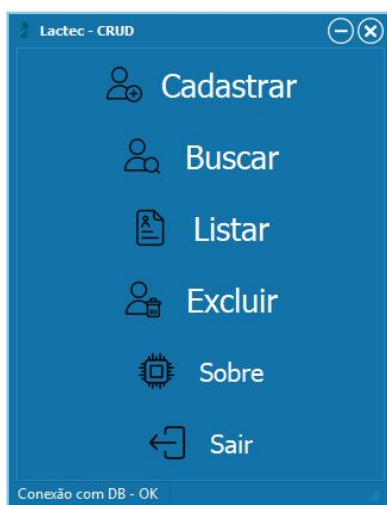 Lactec - CRUD
Cadastrar
Buscar
Listar
Excluir
Sobre
Sair
Conexão com DB - OK